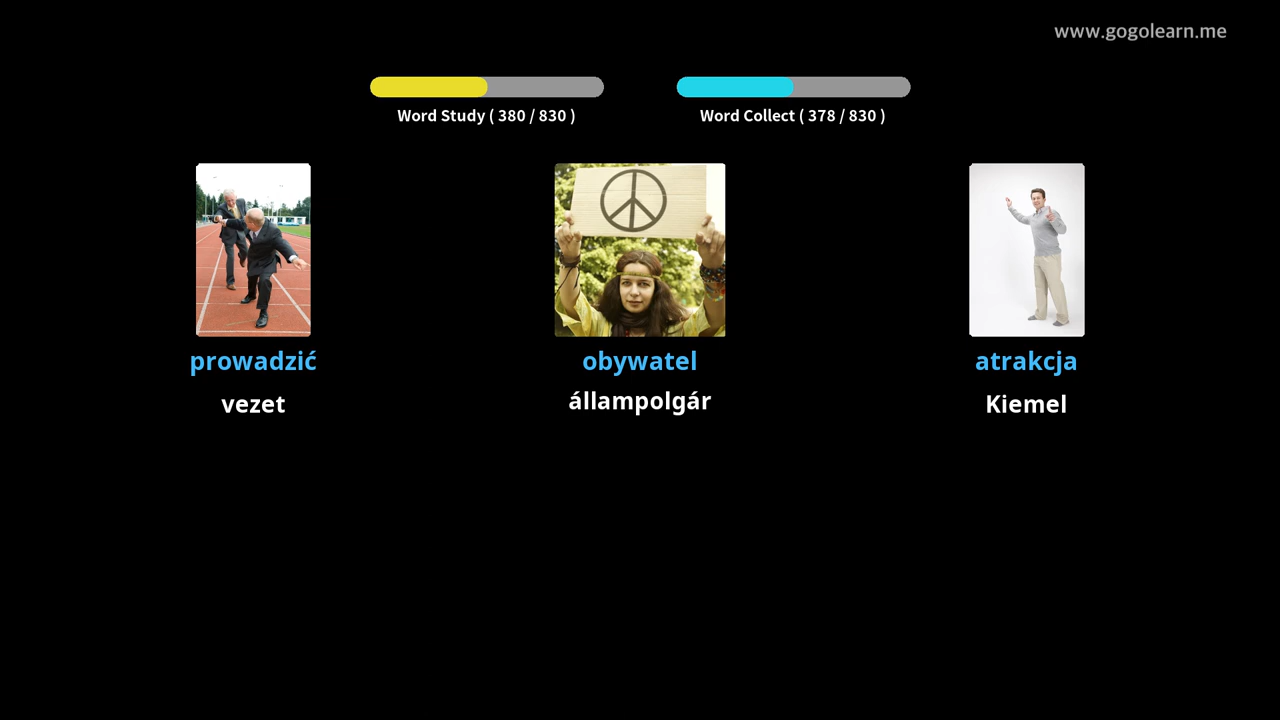 www.gogolearn.me
Word Study ( 380 / 830 )
Word Collect ( 378 / 830 )
prowadzić
obywatel
atrakcja
vezet
állampolgár
Kiemel